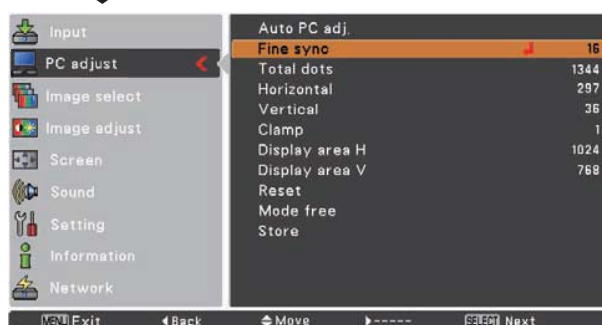 Input
PC adjust
Image select
Image adjust
Screen
Sound
Setting
Information
Network
Auto PC adj.
Fine sync 16
Total dots 1344
Horizontal 297
Vertical 36
Clamp 1
Display area H 1024
Display area V 768
Reset
Mode free
Store
MENU Exit ◀Back ◆Move ▶----- SELECT Next